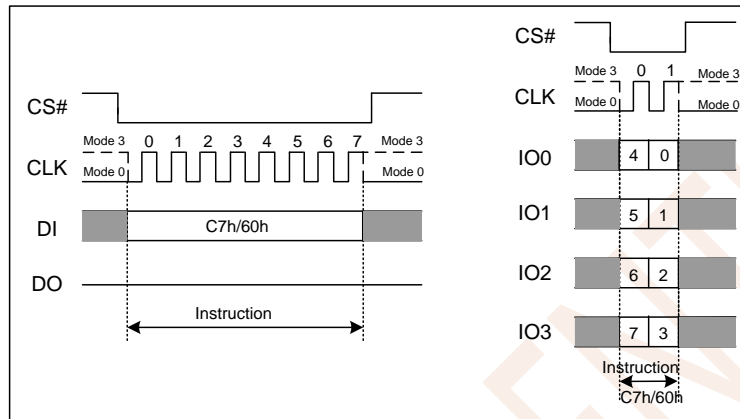 CS#
Mode 3 0 1 2 3 4 5 6 7 Mode 3
CLK
Mode 0 Mode 0
DI C7h/60h
DO
Instruction
CS#
Mode 3 0 1 Mode 3
CLK
Mode 0 Mode 0
IO0 4 0
IO1 5 1
IO2 6 2
IO3 7 3
Instruction
C7h/60h